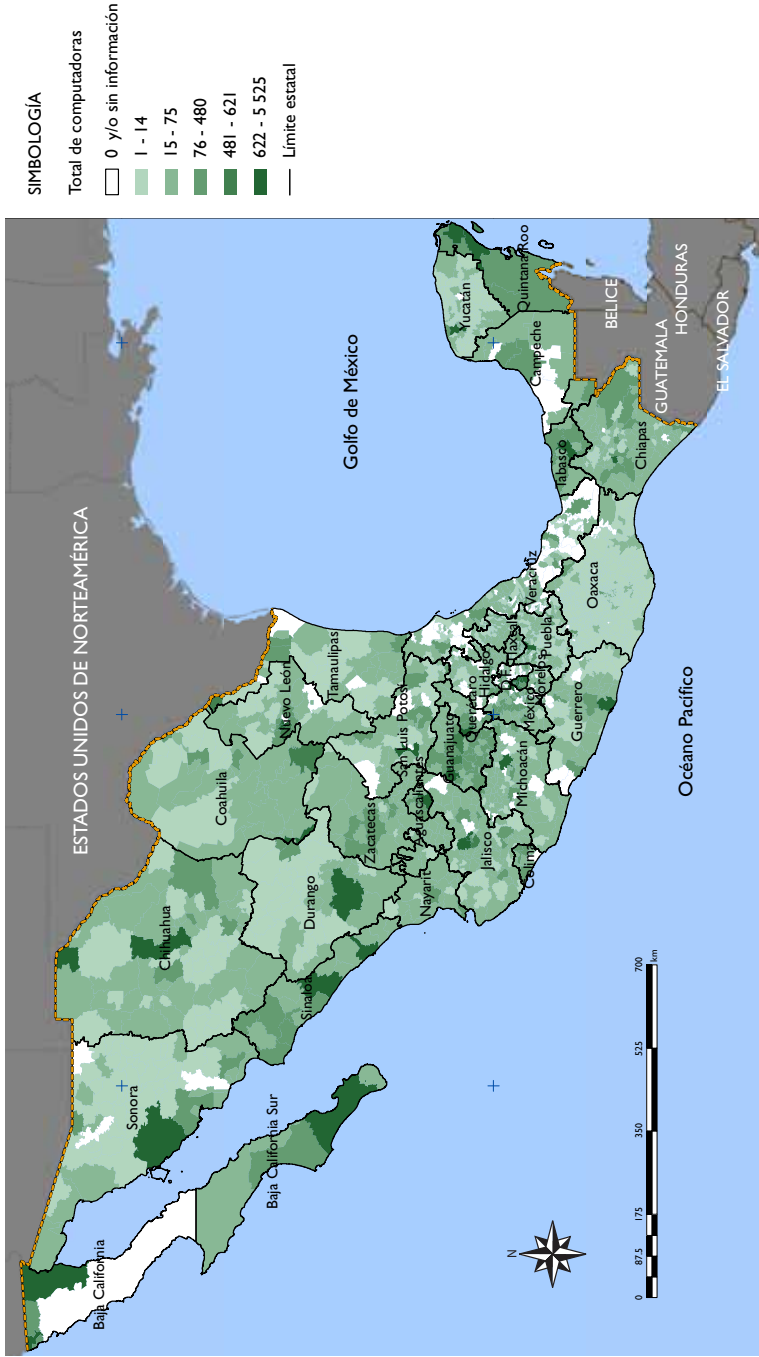 SIMBOLOGÍA
Total de computadoras
0 y/o sin información
1 - 14
15 - 75
76 - 480
481 - 621
622 - 5 525
Límite estatal
ESTADOS UNIDOS DE NORTEAMÉRICA
Golfo de México
Océano Pacífico
BELICE
GUATEMALA
HONDURAS
EL SALVADOR
Baja California
Baja California Sur
Sonora
Chihuahua
Coahuila
Nuevo León
Tamaulipas
Sinaloa
Durango
Zacatecas
San Luis Potosí
Nayarit
Aguascalientes
Jalisco
Guanajuato
Querétaro
Hidalgo
Colima
Michoacán
México
D.F.
Tlaxcala
Morelos
Puebla
Veracruz
Guerrero
Oaxaca
Tabasco
Chiapas
Campeche
Yucatán
Quintana Roo
N
0 87.5 175 350 525 700
km